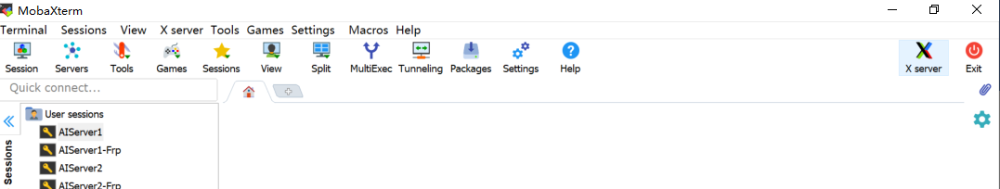 MobaXterm
Terminal Sessions View X server Tools Games Settings Macros Help
Session Servers Tools Games Sessions View Split MultiExec Tunneling Packages Settings Help X server Exit
Quick connect...
User sessions
AIServer1
AIServer1-Frp
AIServer2
AIServer2-Frp
Sessions